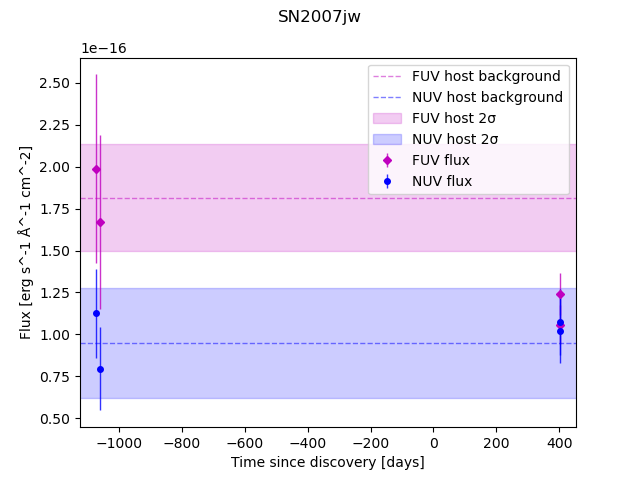 SN2007jw
1e−16
FUV host background
NUV host background
FUV host 2σ
NUV host 2σ
FUV flux
NUV flux
2.50
2.25
2.00
1.75
1.50
1.25
1.00
0.75
0.50
Flux [erg s^-1 Å^-1 cm^-2]
−1000
−800
−600
−400
−200
0
200
400
Time since discovery [days]